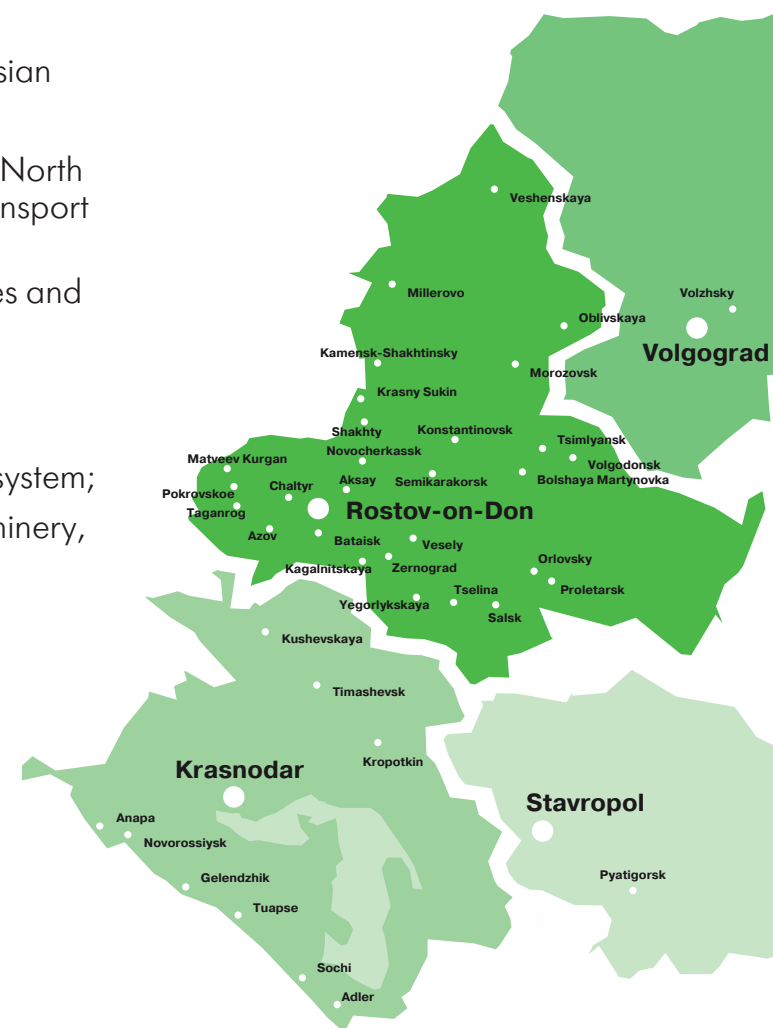 sian
North
nsport
es and
system;
hinery,
Veshenskaya
Millerovo
Volzhsky
Oblivskaya
Volgograd
Kamensk-Shakhtinsky
Morozovsk
Krasny Sukin
Shakhty
Konstantinovsk
Tsimlyansk
Novocherkassk
Matveev Kurgan
Volgodonsk
Aksay
Semikarakorsk
Bolshaya Martynovka
Chaltyr
Pokrovskoe
Taganrog
Rostov-on-Don
Azov
Bataisk
Vesely
Orlovsky
Kagalnitskaya
Zernograd
Tselina
Proletarsk
Yegorlykskaya
Salsk
Kushevskaya
Timashevsk
Kropotkin
Krasnodar
Stavropol
Anapa
Novorossiysk
Pyatigorsk
Gelendzhik
Tuapse
Sochi
Adler